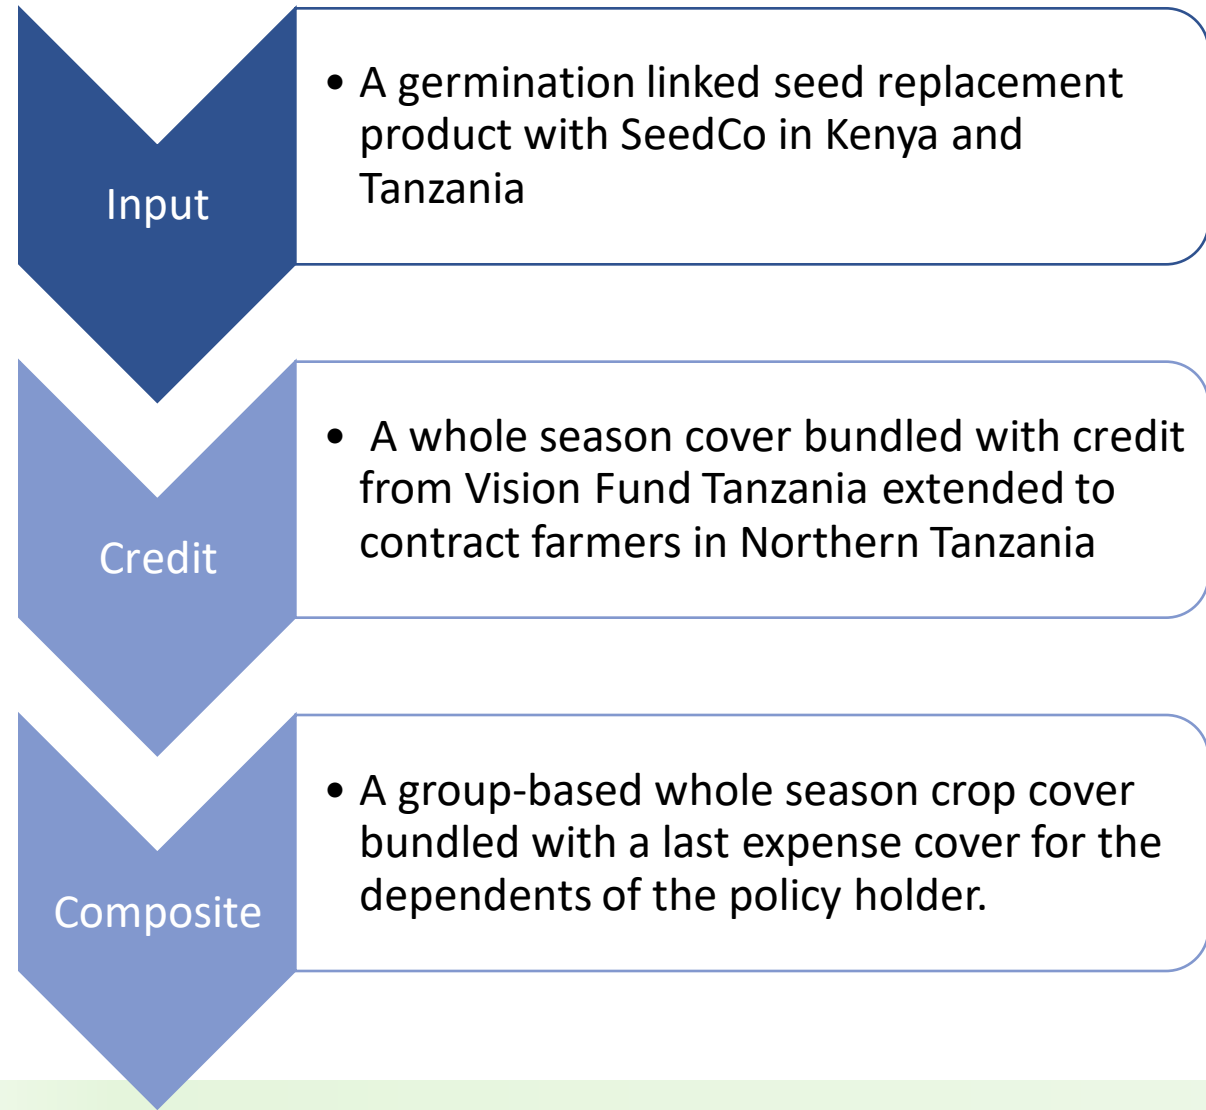 Input
• A germination linked seed replacement
product with SeedCo in Kenya and
Tanzania
Credit
• A whole season cover bundled with credit
from Vision Fund Tanzania extended to
contract farmers in Northern Tanzania
Composite
• A group-based whole season crop cover
bundled with a last expense cover for the
dependents of the policy holder.